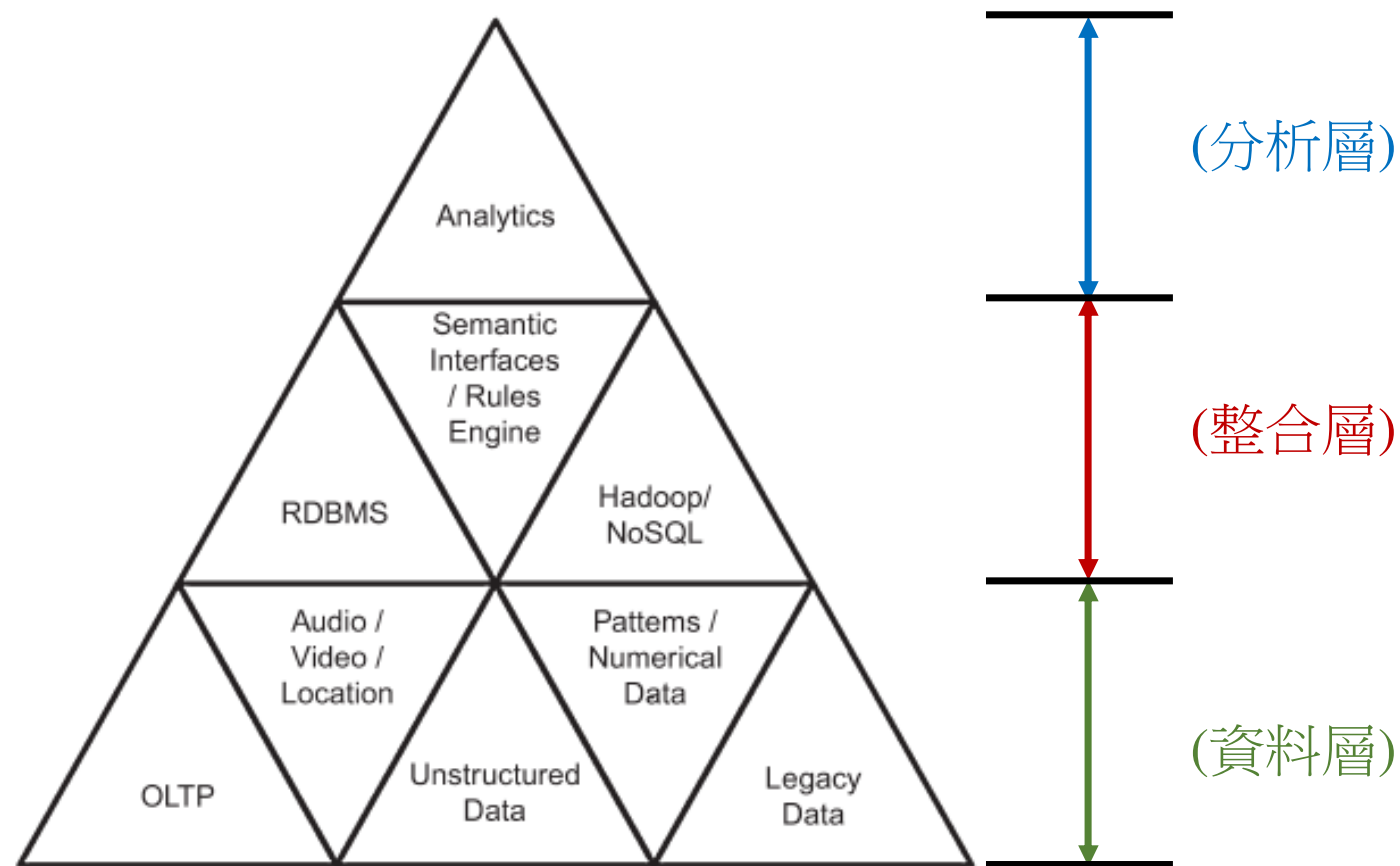 Analytics
(分析層)
Semantic
Interfaces
/ Rules
Engine
RDBMS
Hadoop/
NoSQL
(整合層)
Audio /
Video /
Location
Pattems /
Numerical
Data
OLTP
Unstructured
Data
Legacy
Data
(資料層)